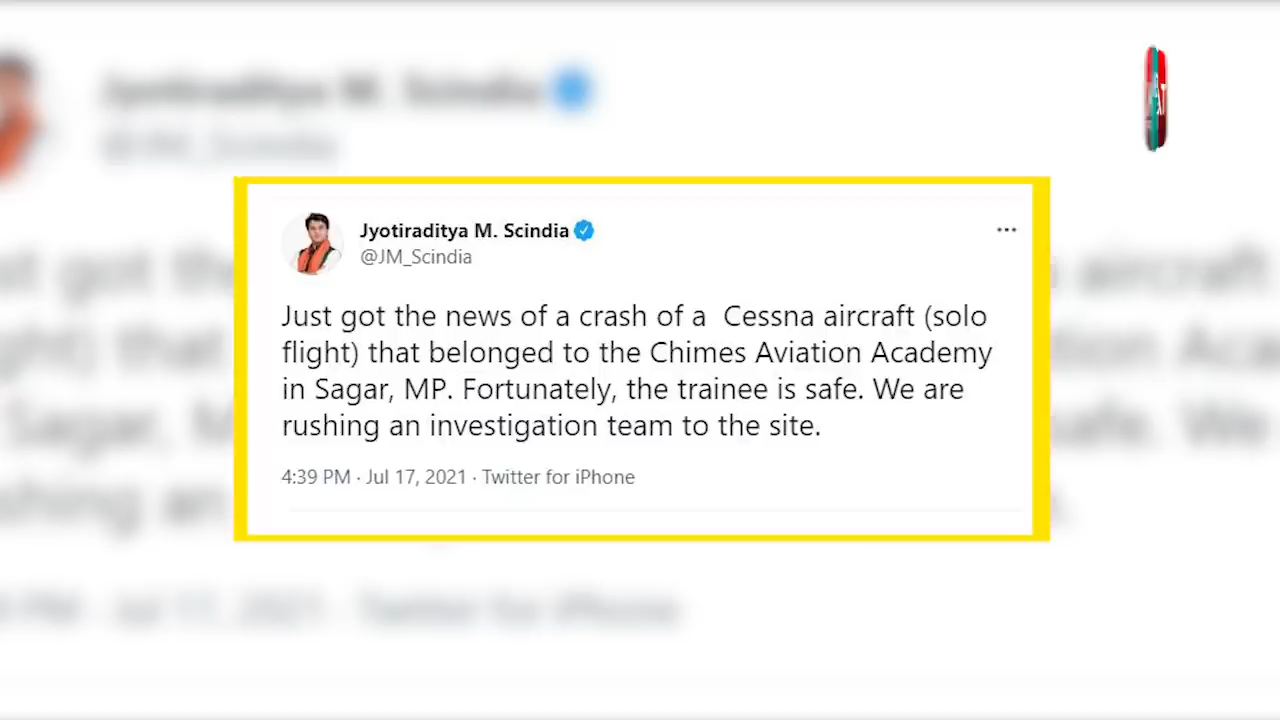 Jyotiraditya M. Scindia
@JM_Scindia
Just got the news of a crash of a  Cessna aircraft (solo
flight) that belonged to the Chimes Aviation Academy
in Sagar, MP. Fortunately, the trainee is safe. We are
rushing an investigation team to the site.
4:39 PM · Jul 17, 2021 · Twitter for iPhone